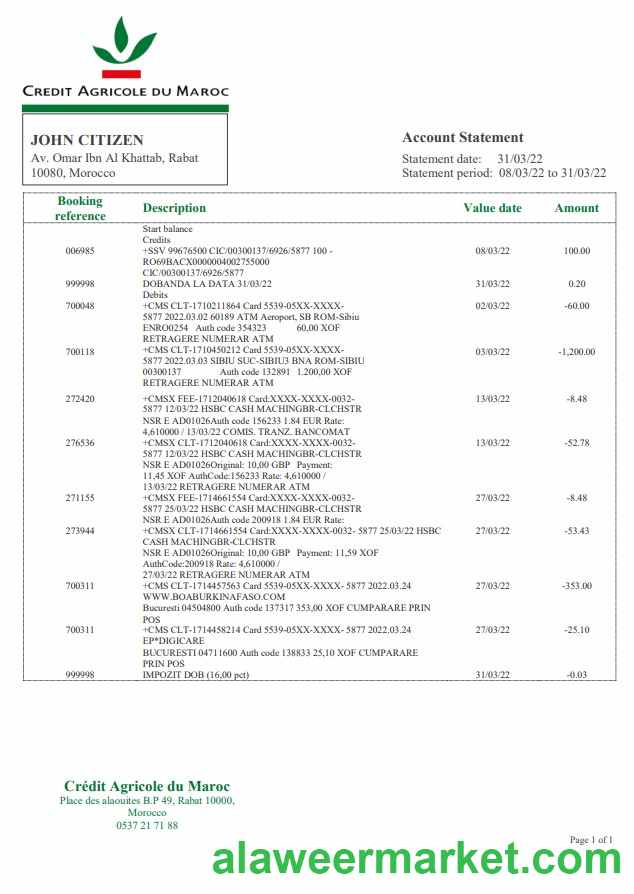 CREDIT AGRICOLE DU MAROC
JOHN CITIZEN
Av. Omar Ibn Al Khattab, Rabat
10080, Morocco
Account Statement
Statement date: 31/03/22
Statement period: 08/03/22 to 31/03/22
Booking reference Description Value date Amount
Start balance
Credits
006985 +SSV 99676500 CIC/00300137/6926/5877 100 - 08/03/22 100.00
RO69BACX0000004002755000
CIC/00300137/6926/5877
999998 DOBANDA LA DATA 31/03/22 31/03/22 0.20
Debits
700048 +CMS CLT-1710211864 Card 5539-05XX-XXXX- 02/03/22 -60.00
5877 2022.03.02 60189 ATM Aeroport, SB ROM-Sibiu
ENRO0254 Auth code 354323 60,00 XOF
RETRAGERE NUMERAR ATM
700118 +CMS CLT-1710450212 Card 5539-05XX-XXXX- 03/03/22 -1,200.00
5877 2022.03.03 SIBIU SUC-SIBIU3 BNA ROM-SIBIU
00300137 Auth code 132891 1.200,00 XOF
RETRAGERE NUMERAR ATM
272420 +CMSX FEE-1712040618 Card:XXXX-XXXX-0032- 13/03/22 -8.48
5877 12/03/22 HSBC CASH MACHINGBR-CLCHSTR
NSR E AD01026Auth code 156233 1.84 EUR Rate:
4,610000 / 13/03/22 COMIS. TRANZ. BANCOMAT
276536 +CMSX CLT-1712040618 Card:XXXX-XXXX-0032- 13/03/22 -52.78
5877 12/03/22 HSBC CASH MACHINGBR-CLCHSTR
NSR E AD01026Original: 10,00 GBP Payment:
11,45 XOF AuthCode:156233 Rate: 4,610000 /
13/03/22 RETRAGERE NUMERAR ATM
271155 +CMSX FEE-1714661554 Card:XXXX-XXXX-0032- 27/03/22 -8.48
5877 25/03/22 HSBC CASH MACHINGBR-CLCHSTR
NSR E AD01026Auth code 200918 1.84 EUR Rate:
273944 +CMSX CLT-1714661554 Card:XXXX-XXXX-0032- 5877 25/03/22 HSBC 27/03/22 -53.43
CASH MACHINGBR-CLCHSTR
NSR E AD01026Original: 10,00 GBP Payment: 11,59 XOF
AuthCode:200918 Rate: 4,610000 /
27/03/22 RETRAGERE NUMERAR ATM
700311 +CMS CLT-1714457563 Card 5539-05XX-XXXX- 5877 2022.03.24 27/03/22 -353.00
WWW.BOABURKINAFASO.COM
Bucuresti 04504800 Auth code 137317 353,00 XOF CUMPARARE PRIN
POS
700311 +CMS CLT-1714458214 Card 5539-05XX-XXXX- 5877 2022.03.24 27/03/22 -25.10
EP*DIGICARE
BUCURESTI 04711600 Auth code 138833 25,10 XOF CUMPARARE
PRIN POS
999998 IMPOZIT DOB (16,00 pct) 31/03/22 -0.03
Crédit Agricole du Maroc
Place des alaouites B.P 49, Rabat 10000,
Morocco
0537 21 71 88
Page 1 of 1
alaweermarket.com